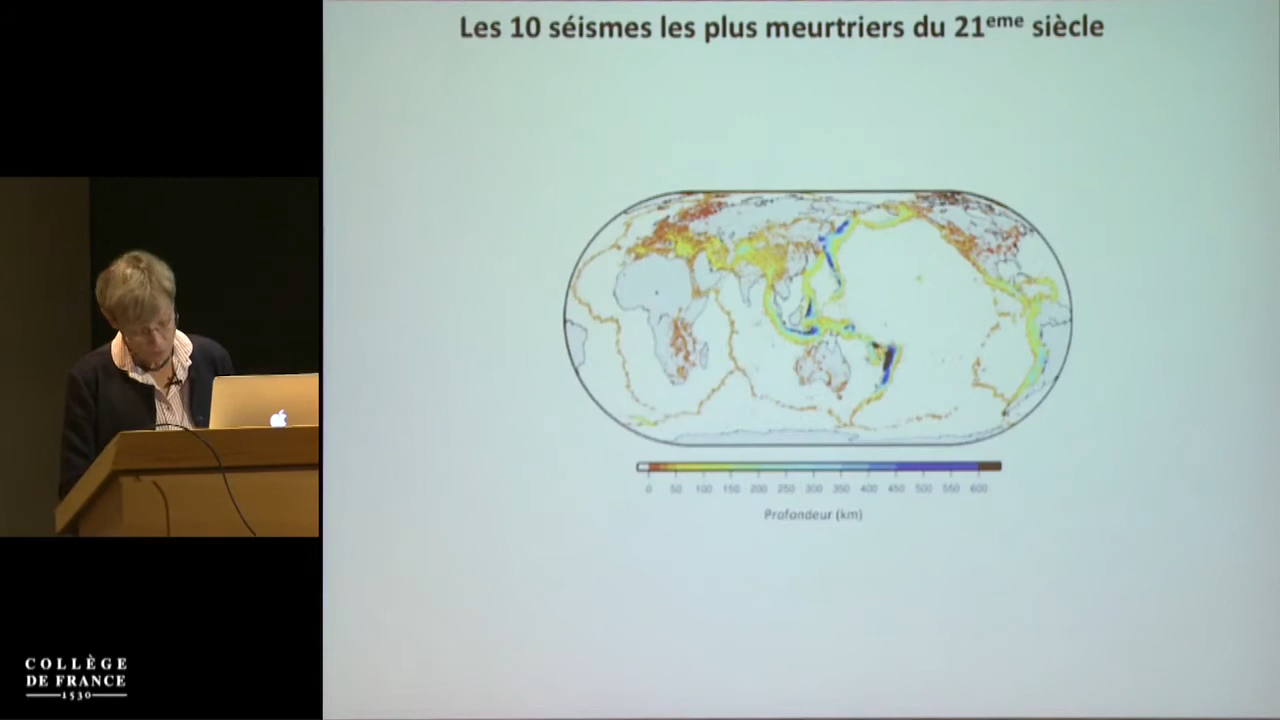 Les 10 séismes les plus meurtriers du 21eme siècle
0 50 100 150 200 250 300 350 400 450 500 550 600
Profondeur (km)
COLLÈGE
DE FRANCE
1530